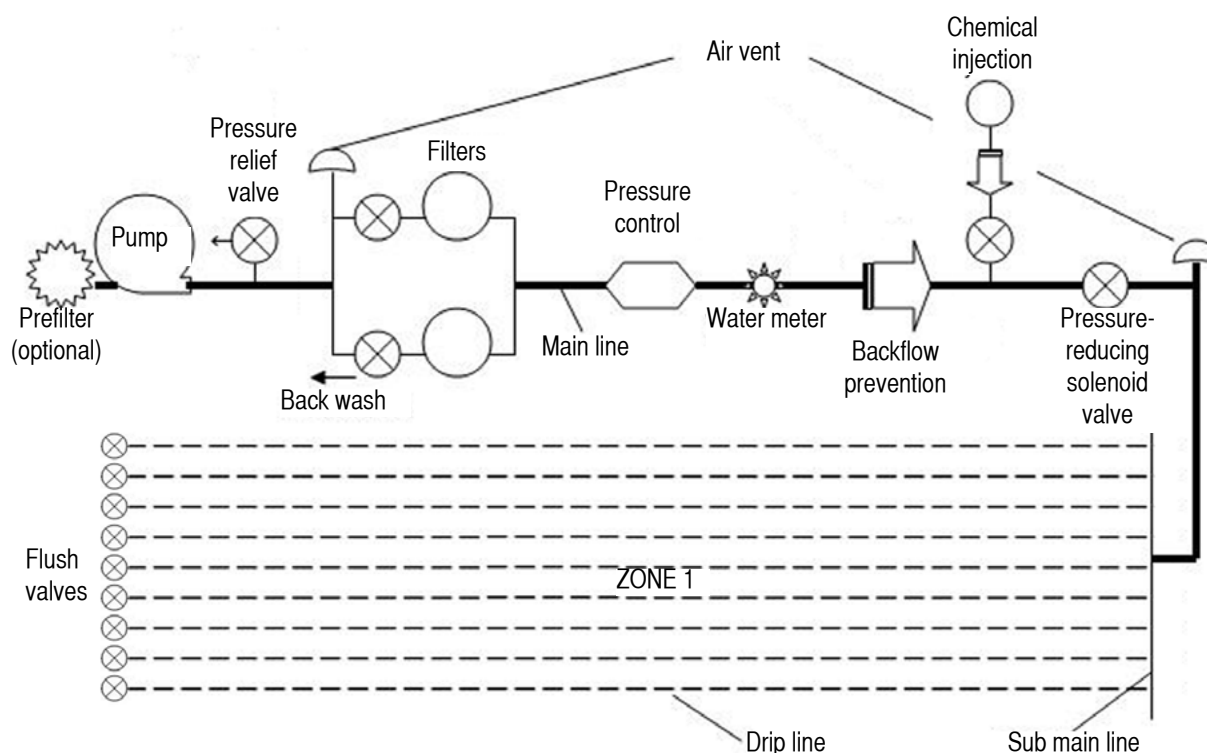 Air vent
Chemical
injection
Pressure
relief
valve
Filters
Pressure
control
Pump
Prefilter
(optional)
Main line
Water meter
Backflow
prevention
Pressure-
reducing
solenoid
valve
Back wash
Flush
valves
ZONE 1
Drip line
Sub main line